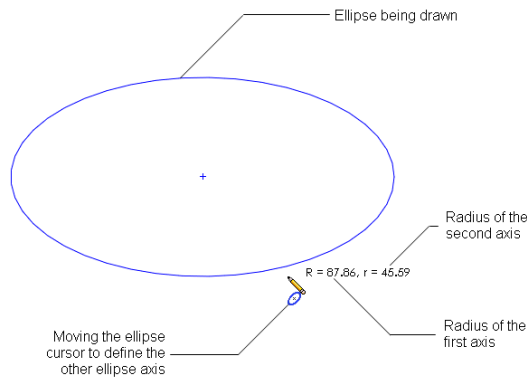 Ellipse being drawn
Radius of the
second axis
R = 87.86, r = 45.59
Radius of the
first axis
Moving the ellipse
cursor to define the
other ellipse axis